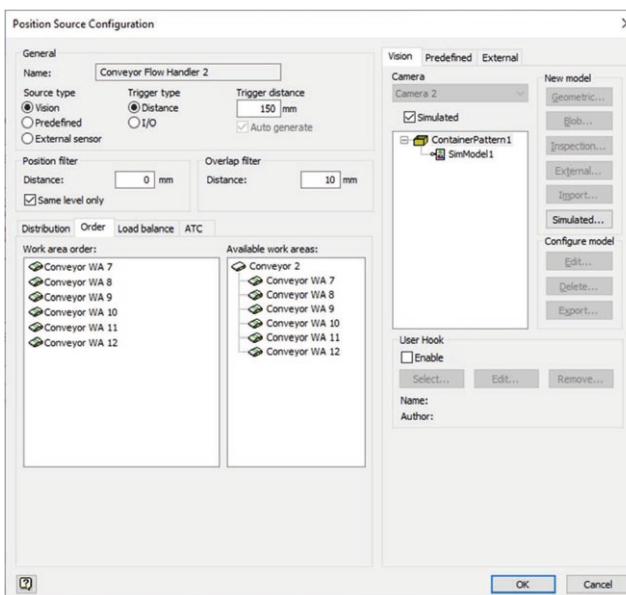 Position Source Configuration
General
Name: Conveyor Flow Handler 2
Source type
Vision
Predefined
External sensor
Trigger type
Distance
I/O
Trigger distance
150 mm
Auto generate
Position filter
Distance: 0 mm
Same level only
Overlap filter
Distance: 10 mm
Distribution Order Load balance ATC
Work area order:
Conveyor WA 7
Conveyor WA 8
Conveyor WA 9
Conveyor WA 10
Conveyor WA 11
Conveyor WA 12
Available work areas:
Conveyor 2
Conveyor WA 7
Conveyor WA 8
Conveyor WA 9
Conveyor WA 10
Conveyor WA 11
Conveyor WA 12
Vision Predefined External
Camera
Camera 2
Simulated
ContainerPattern1
SimModel1
New model
Geometric...
Blob...
Inspection...
External...
Import...
Simulated...
Configure model
Edit...
Delete...
Export...
User Hook
Enable
Select... Edit... Remove...
Name:
Author:
OK Cancel